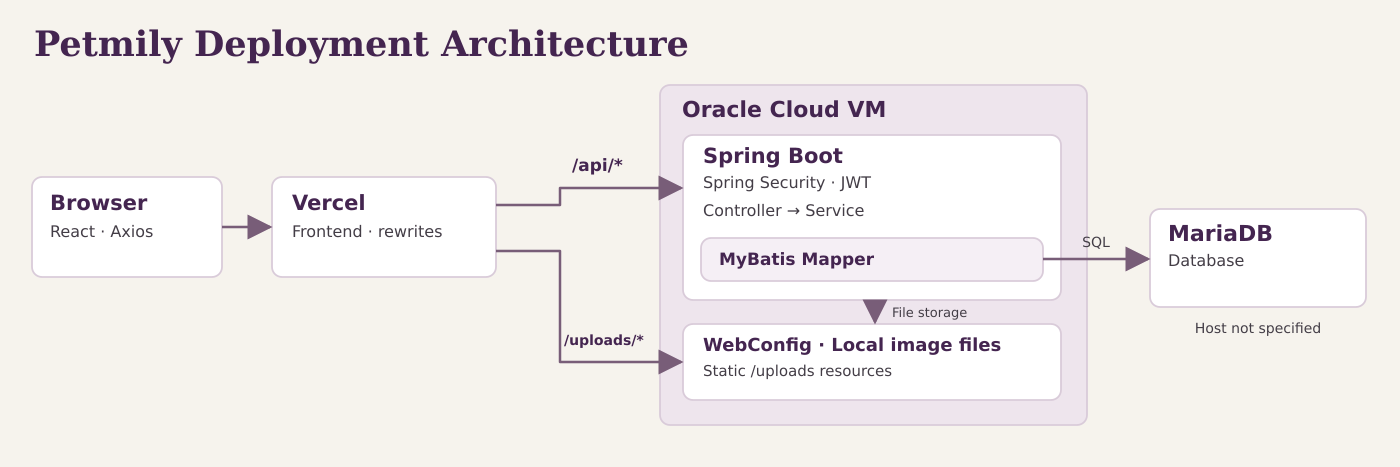 Petmily Deployment Architecture
Browser
React · Axios
Vercel
Frontend · rewrites
/api/*
/uploads/*
Oracle Cloud VM
Spring Boot
Spring Security · JWT
Controller → Service
MyBatis Mapper
File storage
WebConfig · Local image files
Static /uploads resources
SQL
MariaDB
Database
Host not specified